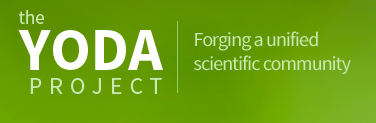 the
YODA
PROJECT
Forging a unified
scientific community